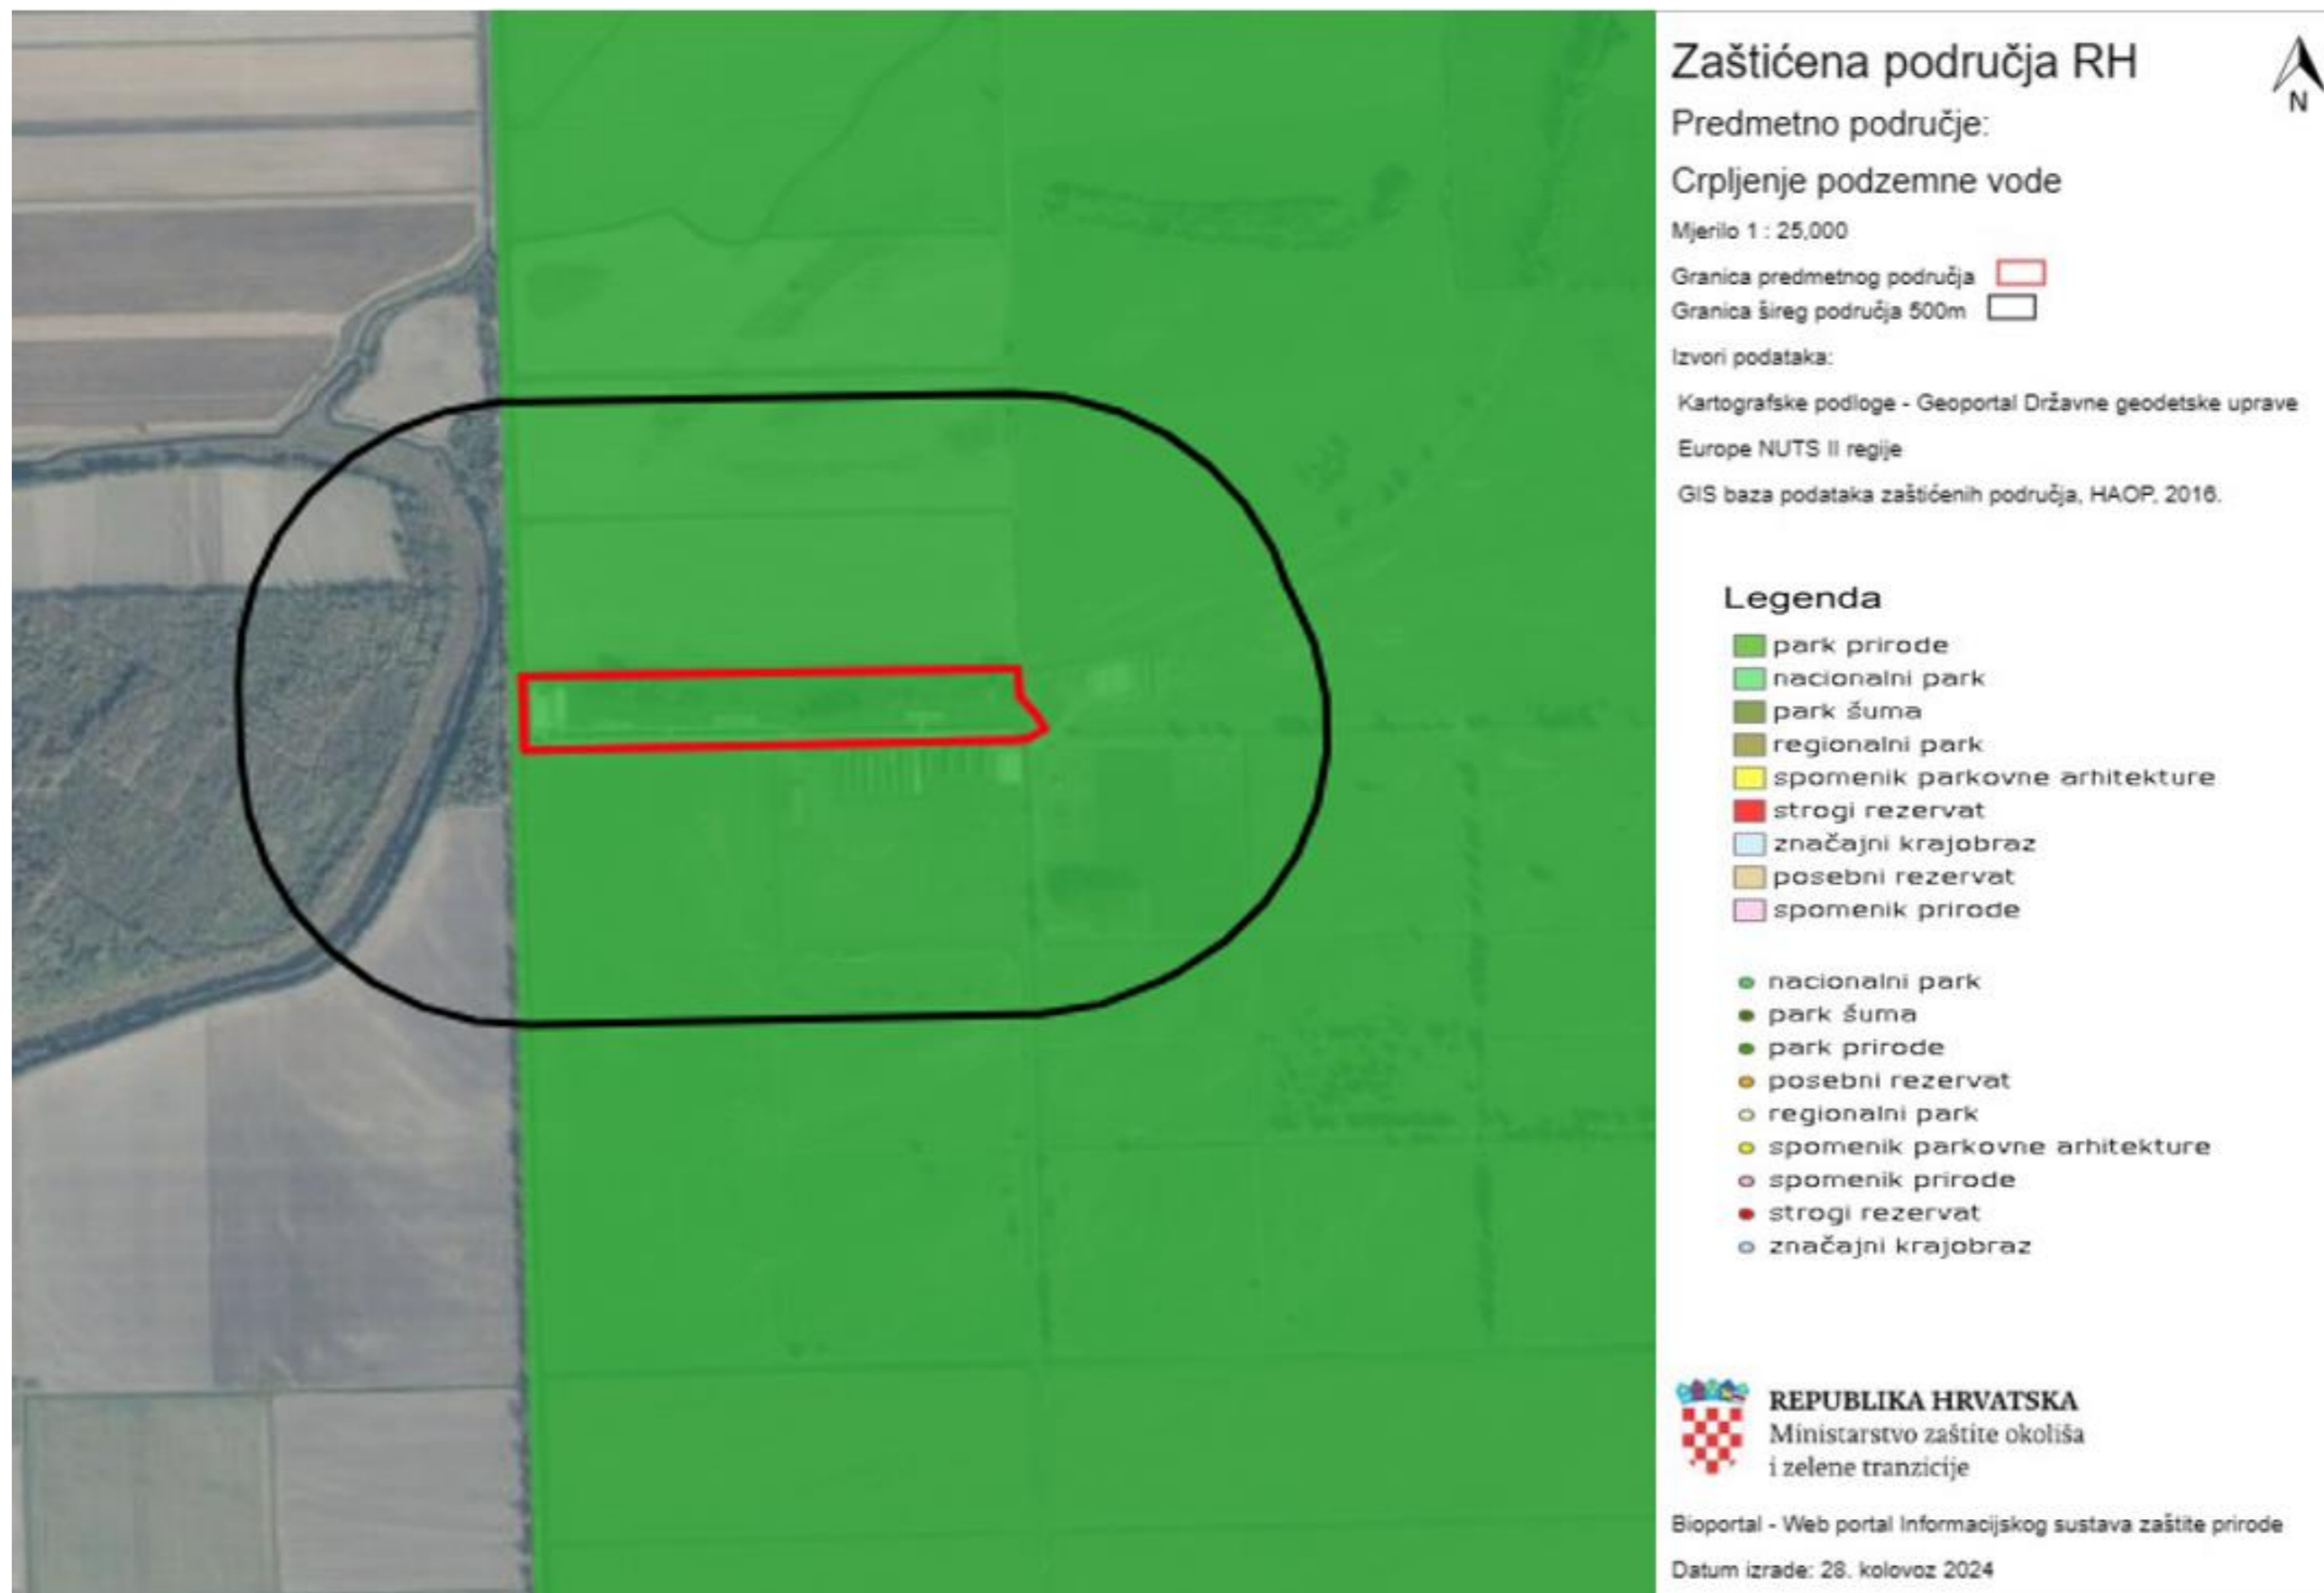 Zaštićena područja RH
N
Predmetno područje:
Crpljenje podzemne vode
Mjerilo 1 : 25,000
Granica predmetnog područja
Granica šireg područja 500m
Izvori podataka:
Kartografske podloge - Geoportal Državne geodetske uprave
Europe NUTS II regije
GIS baza podataka zaštićenih područja, HAOP, 2016.
Legenda
park prirode
nacionalni park
park šuma
regionalni park
spomenik parkovne arhitekture
strogi rezervat
značajni krajobraz
posebni rezervat
spomenik prirode
nacionalni park
park šuma
park prirode
posebni rezervat
regionalni park
spomenik parkovne arhitekture
spomenik prirode
strogi rezervat
značajni krajobraz
REPUBLIKA HRVATSKA
Ministarstvo zaštite okoliša
i zelene tranzicije
Bioportal - Web portal Informacijskog sustava zaštite prirode
Datum izrade: 28. kolovoz 2024